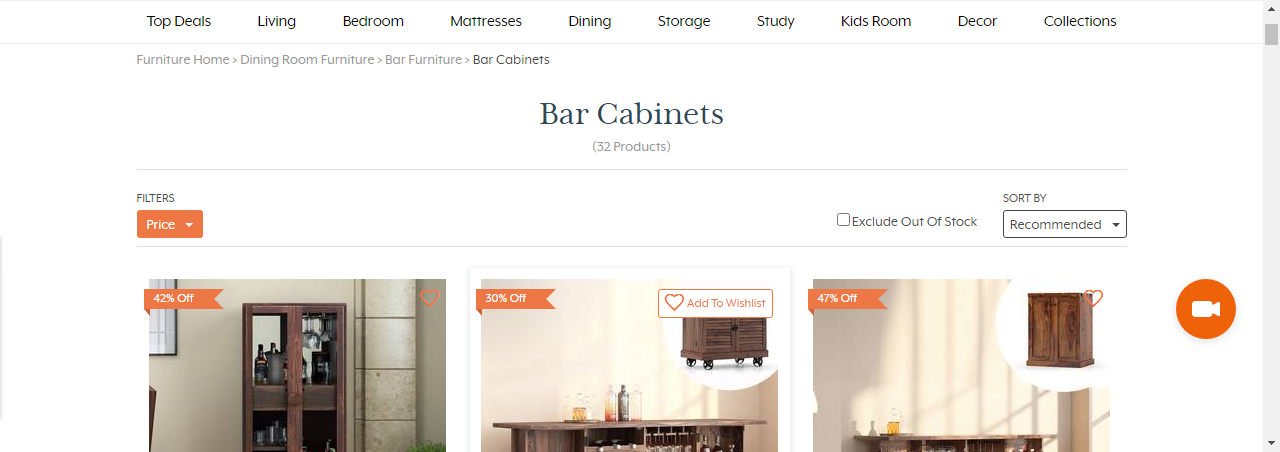 Top Deals Living Bedroom Mattresses Dining Storage Study Kids Room Decor Collections
Furniture Home > Dining Room Furniture > Bar Furniture > Bar Cabinets
Bar Cabinets
(32 Products)
FILTERS
Price
Exclude Out Of Stock
SORT BY
Recommended
42% Off
30% Off
Add To Wishlist
47% Off